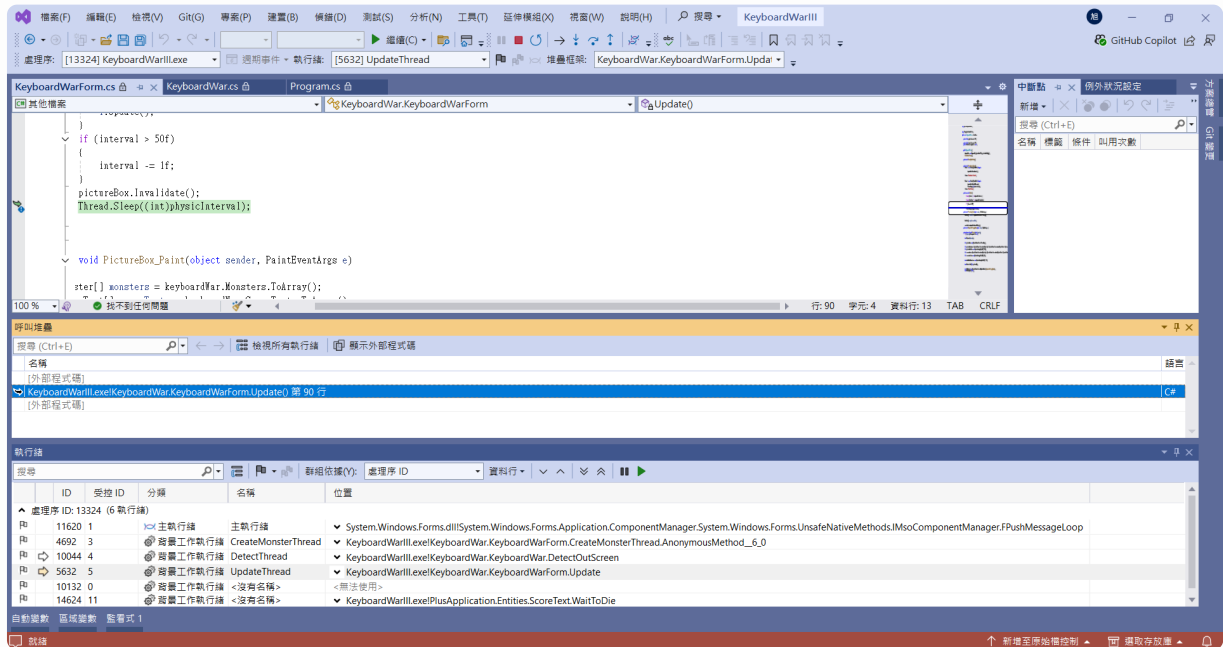 檔案(F) 編輯(E) 檢視(V) Git(G) 專案(P) 建置(B) 偵錯(D) 測試(S) 分析(N) 工具(T) 延伸模組(X) 視窗(W) 說明(H) 搜尋 KeyboardWarIII 旭
繼續(C) GitHub Copilot
處理序: [13324] KeyboardWarIII.exe 週期事件 執行緒: [5632] UpdateThread 堆疊框架: KeyboardWar.KeyboardWarForm.Updat
KeyboardWarForm.cs KeyboardWar.cs Program.cs
其他檔案 KeyboardWar.KeyboardWarForm Update()
}
if (interval > 50f)
{
interval -= 1f;
}
pictureBox.Invalidate();
Thread.Sleep((int)physicInterval);
void PictureBox_Paint(object sender, PaintEventArgs e)
ster[] monsters = keyboardWar.Monsters.ToArray();
100 % 找不到任何問題 行: 90 字元: 4 資料行: 13 TAB CRLF
中斷點 例外狀況設定
新增
搜尋 (Ctrl+E)
名稱 標籤 條件 叫用次數
方案總管
Git 變更
呼叫堆疊
搜尋 (Ctrl+E) 檢視所有執行緒 顯示外部程式碼
名稱 語言
[外部程式碼]
KeyboardWarIII.exe!KeyboardWar.KeyboardWarForm.Update() 第 90 行 C#
[外部程式碼]
執行緒
搜尋 群組依據(Y): 處理序 ID 資料行
ID 受控 ID 分類 名稱 位置
處理序 ID: 13324 (6 執行緒)
11620 1 主執行緒 主執行緒 System.Windows.Forms.dll!System.Windows.Forms.Application.ComponentManager.System.Windows.Forms.UnsafeNativeMethods.IMsoComponentManager.FPushMessageLoop
4692 3 背景工作執行緒 CreateMonsterThread KeyboardWarIII.exe!KeyboardWar.KeyboardWarForm.CreateMonsterThread.AnonymousMethod__6_0
10044 4 背景工作執行緒 DetectThread KeyboardWarIII.exe!KeyboardWar.KeyboardWar.DetectOutScreen
5632 5 背景工作執行緒 UpdateThread KeyboardWarIII.exe!KeyboardWar.KeyboardWarForm.Update
10132 0 背景工作執行緒 <沒有名稱> <無法使用>
14624 11 背景工作執行緒 <沒有名稱> KeyboardWarIII.exe!PlusApplication.Entities.ScoreText.WaitToDie
自動變數 區域變數 監看式 1
就緒 新增至原始檔控制 選取存放庫